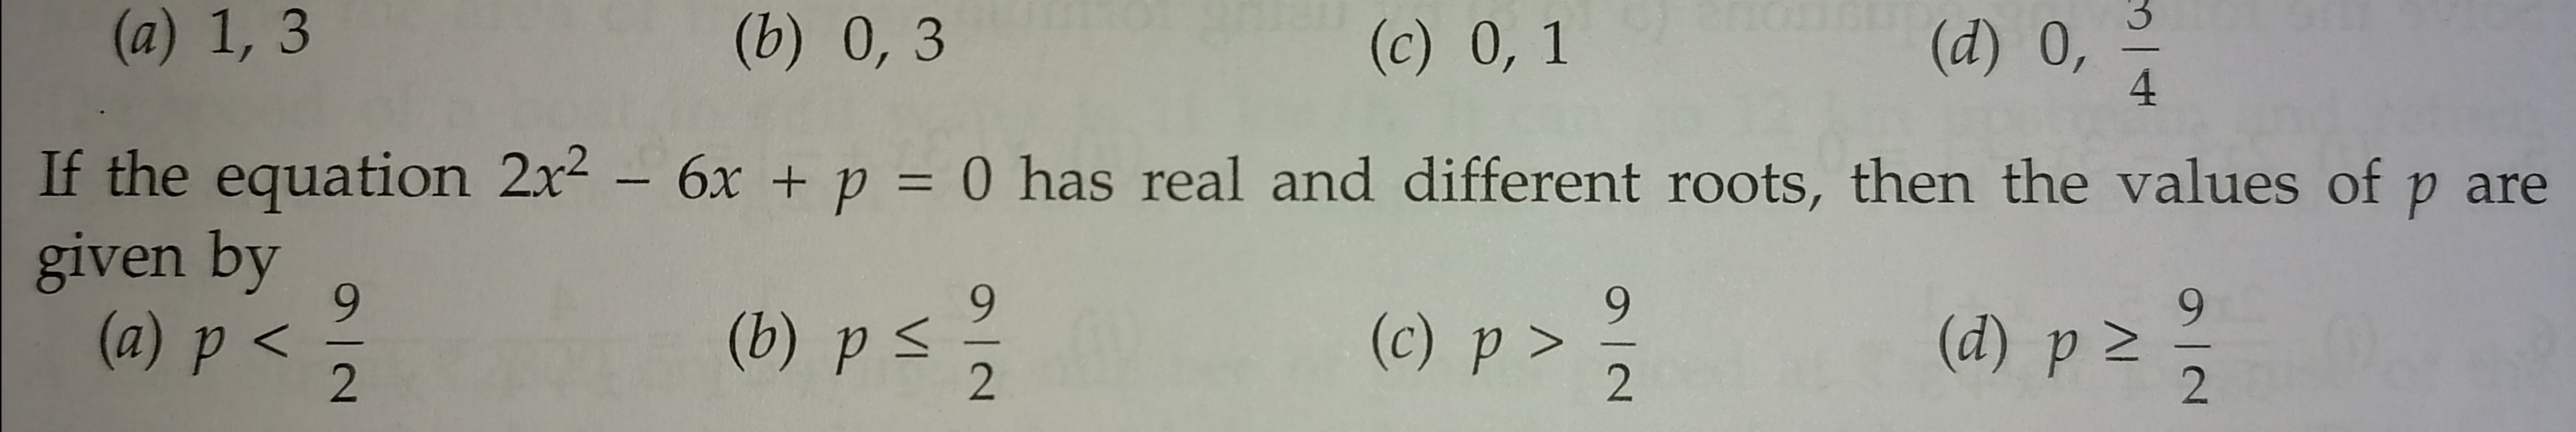 (a) 1, 3 (b) 0, 3 (c) 0, 1 (d) 0, 3/4
If the equation 2x² – 6x + p = 0 has real and different roots, then the values of p are
given by
(a) p < 9/2 (b) p ≤ 9/2 (c) p > 9/2 (d) p ≥ 9/2